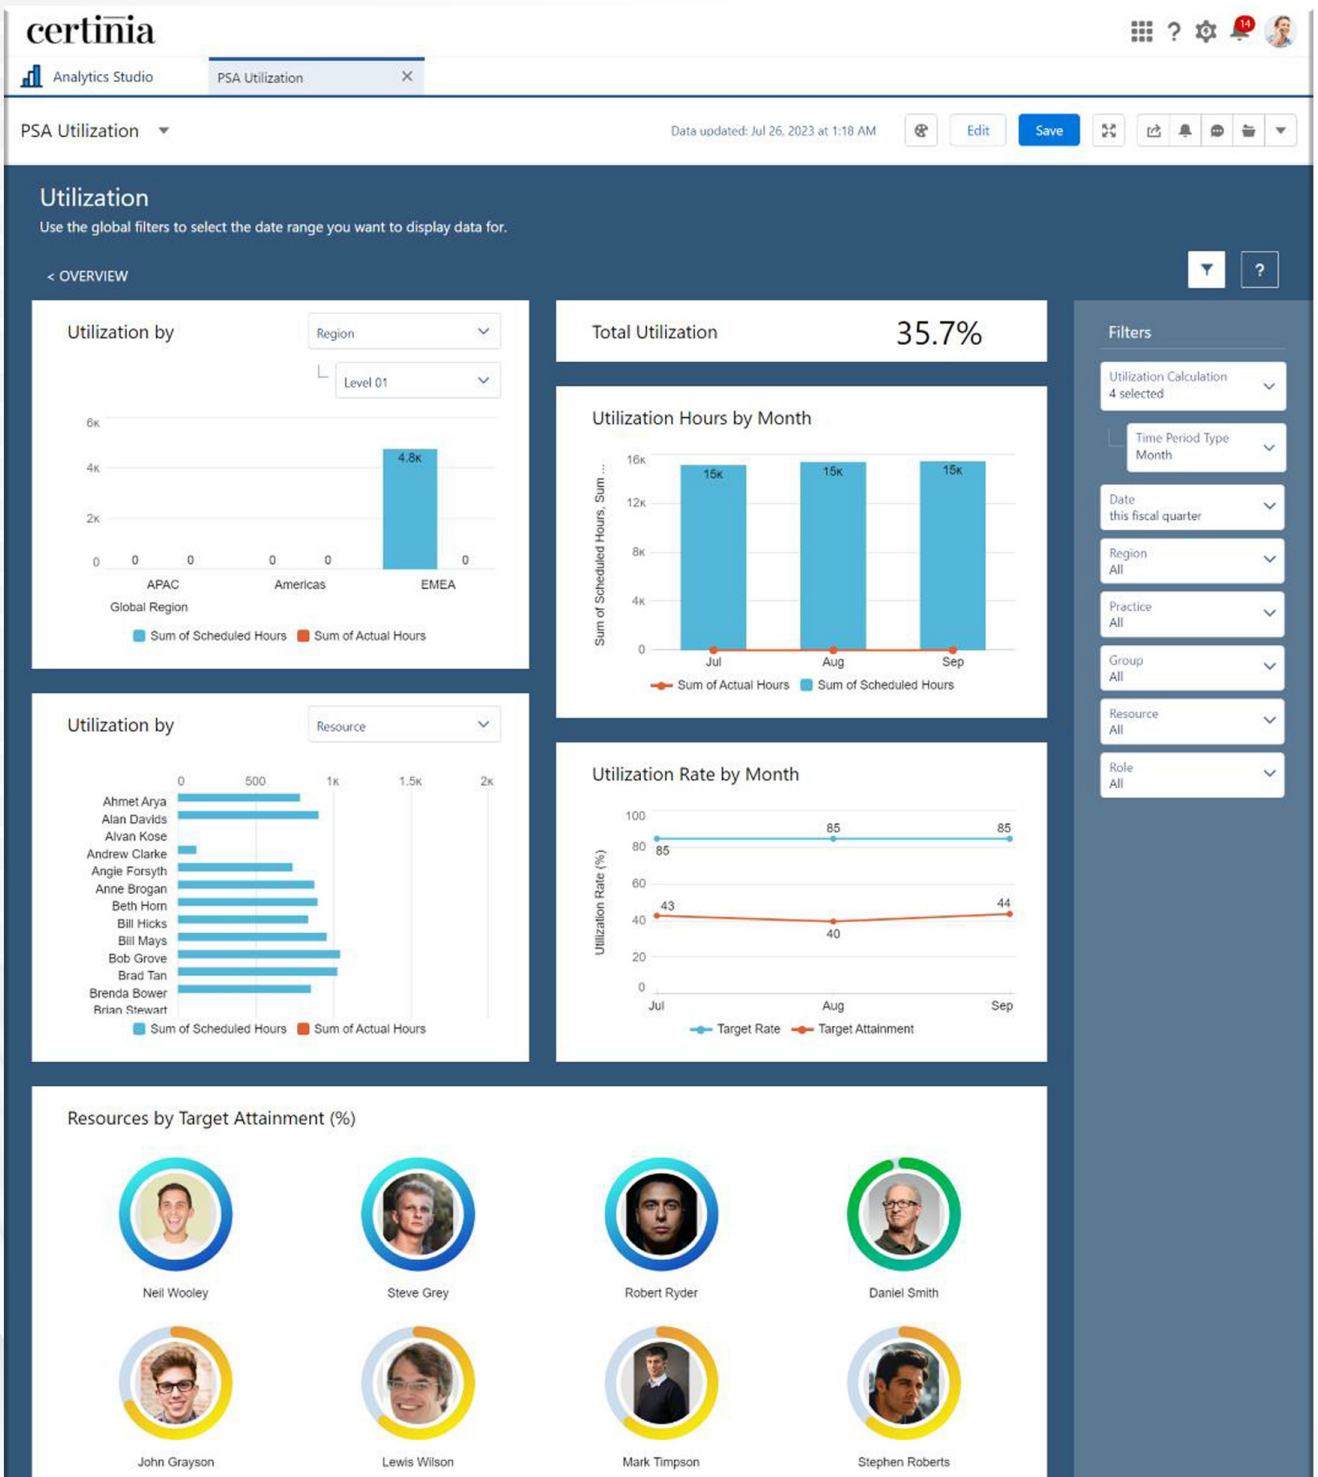 certinia
14
Analytics Studio
PSA Utilization
PSA Utilization
Data updated: Jul 26, 2023 at 1:18 AM
Edit
Save
Utilization
Use the global filters to select the date range you want to display data for.
< OVERVIEW
?
Utilization by
Region
Level 01
6K
4K
2K
0
4.8K
0 0 0 0 0
APAC Americas EMEA
Global Region
Sum of Scheduled Hours Sum of Actual Hours
Total Utilization 35.7%
Utilization Hours by Month
Sum of Scheduled Hours, Sum ...
16K
12K
8K
4K
0
15K 15K 15K
Jul Aug Sep
Sum of Actual Hours Sum of Scheduled Hours
Utilization by
Resource
0 500 1K 1.5K 2K
Ahmet Arya
Alan Davids
Alvan Kose
Andrew Clarke
Angie Forsyth
Anne Brogan
Beth Horn
Bill Hicks
Bill Mays
Bob Grove
Brad Tan
Brenda Bower
Brian Stewart
Sum of Scheduled Hours Sum of Actual Hours
Utilization Rate by Month
Utilization Rate (%)
100
80
60
40
20
0
85 85 85
43 40 44
Jul Aug Sep
Target Rate Target Attainment
Filters
Utilization Calculation
4 selected
Time Period Type
Month
Date
this fiscal quarter
Region
All
Practice
All
Group
All
Resource
All
Role
All
Resources by Target Attainment (%)
Neil Wooley Steve Grey Robert Ryder Daniel Smith
John Grayson Lewis Wilson Mark Timpson Stephen Roberts